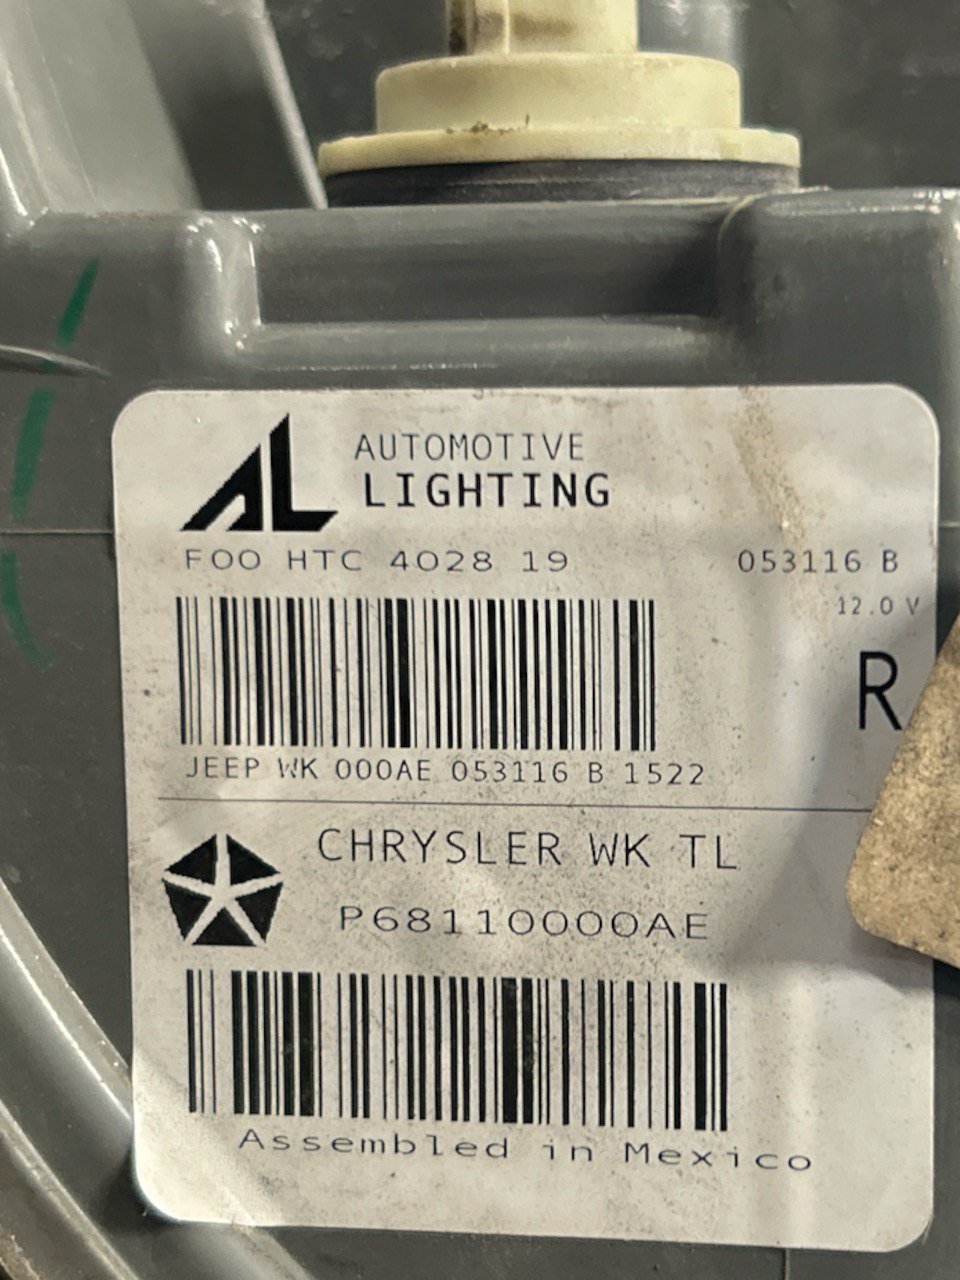 AUTOMOTIVE
LIGHTING
F00 HTC 4028 19
053116 B
12.0 V
R
JEEP WK 000AE 053116 B 1522
CHRYSLER WK TL
P68110000AE
Assembled in Mexico